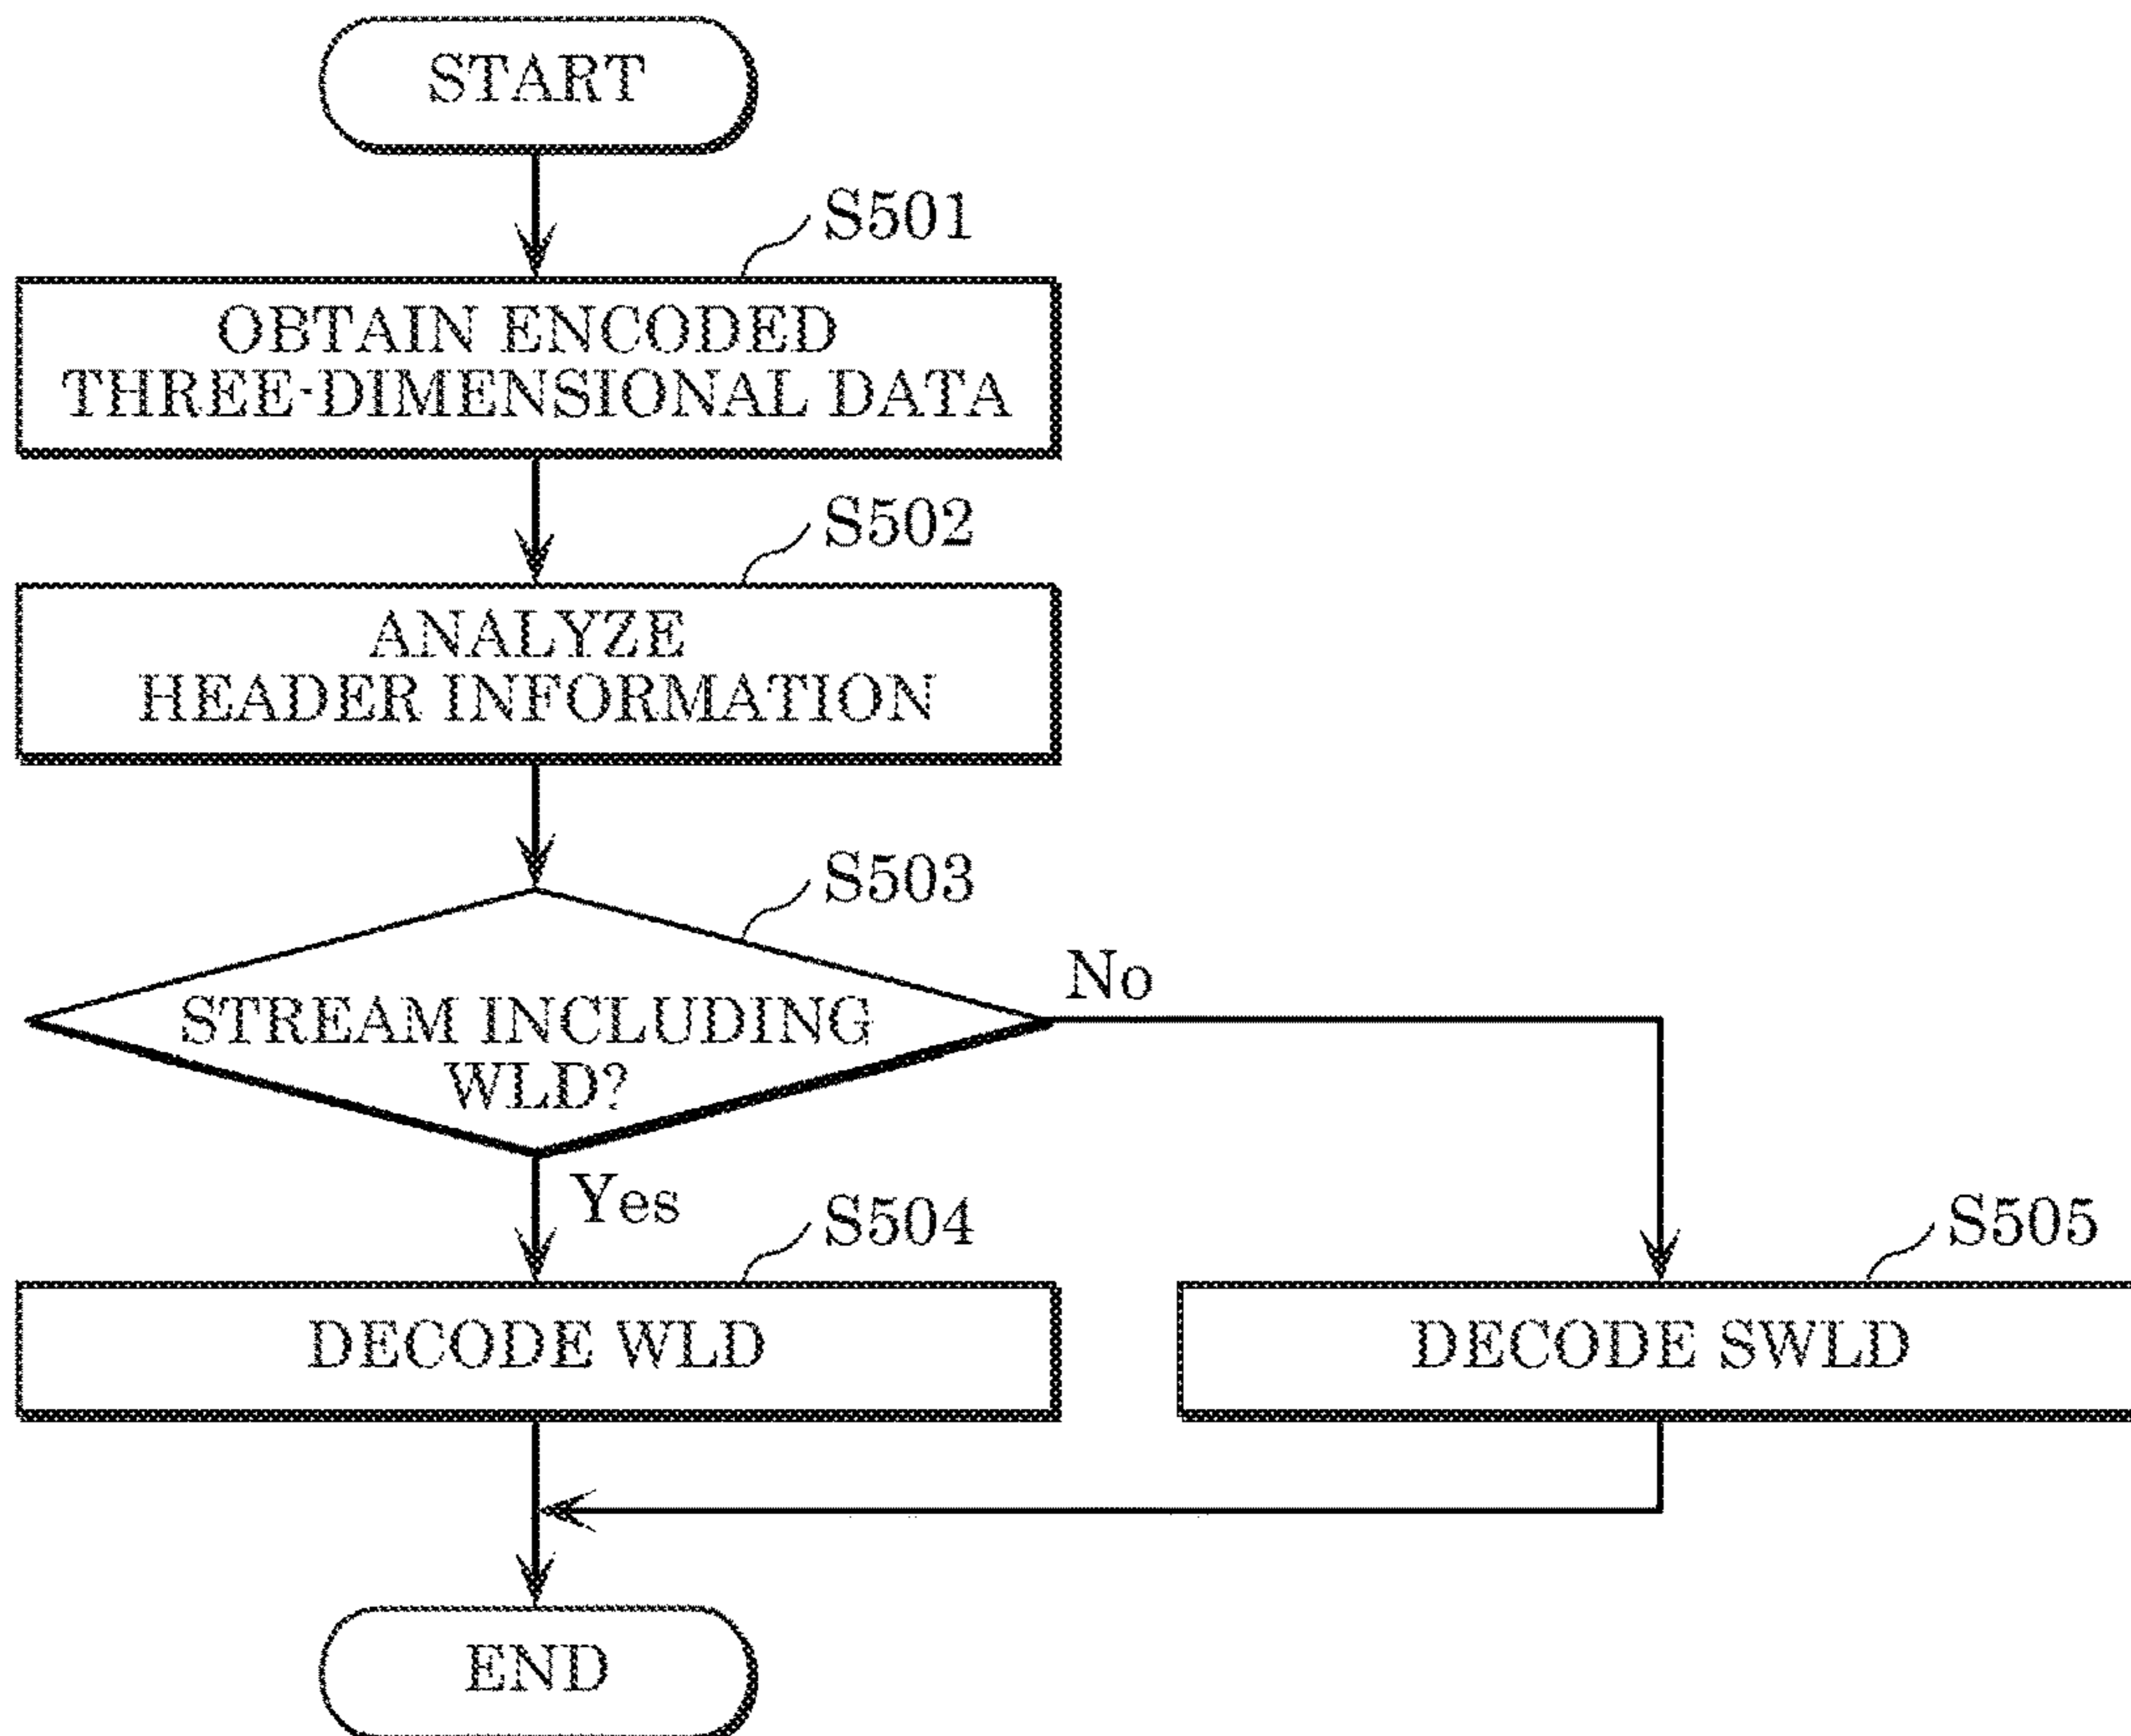 START
S501
OBTAIN ENCODED
THREE-DIMENSIONAL DATA
S502
ANALYZE
HEADER INFORMATION
S503
No
STREAM INCLUDING
WLD?
Yes
S504
S505
DECODE WLD
DECODE SWLD
END